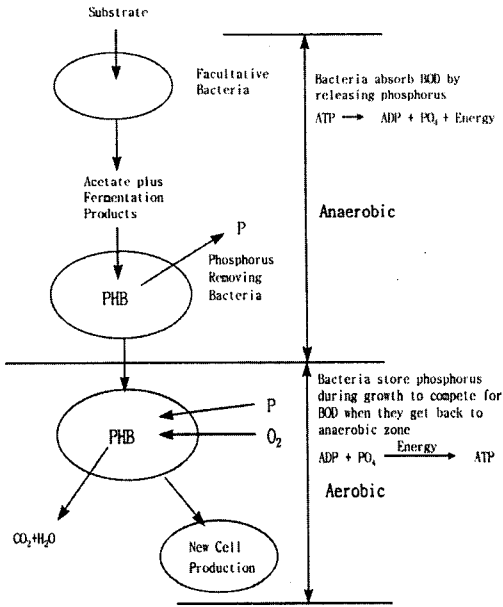 Substrate
Facultative
Bacteria
Bacteria absorb BOD by
releasing phosphorus
ATP → ADP + PO₄ + Energy
Acetate plus
Fermentation
Products
Anaerobic
P
Phosphorus
Removing
Bacteria
PHB
Bacteria store phosphorus
during growth to compete for
BOD when they get back to
anaerobic zone
P
PHB
O₂
Energy
ADP + PO₄ → ATP
Aerobic
CO₂+H₂O
New Cell
Production